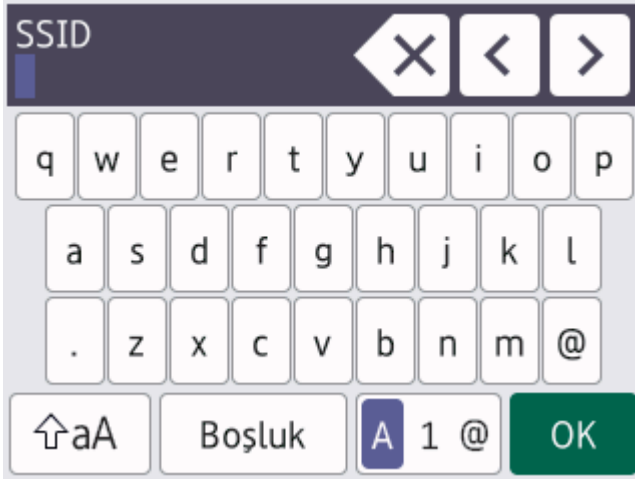 SSID
q w e r t y u i o p
a s d f g h j k l
. z x c v b n m @
aA Boşluk A 1 @ OK